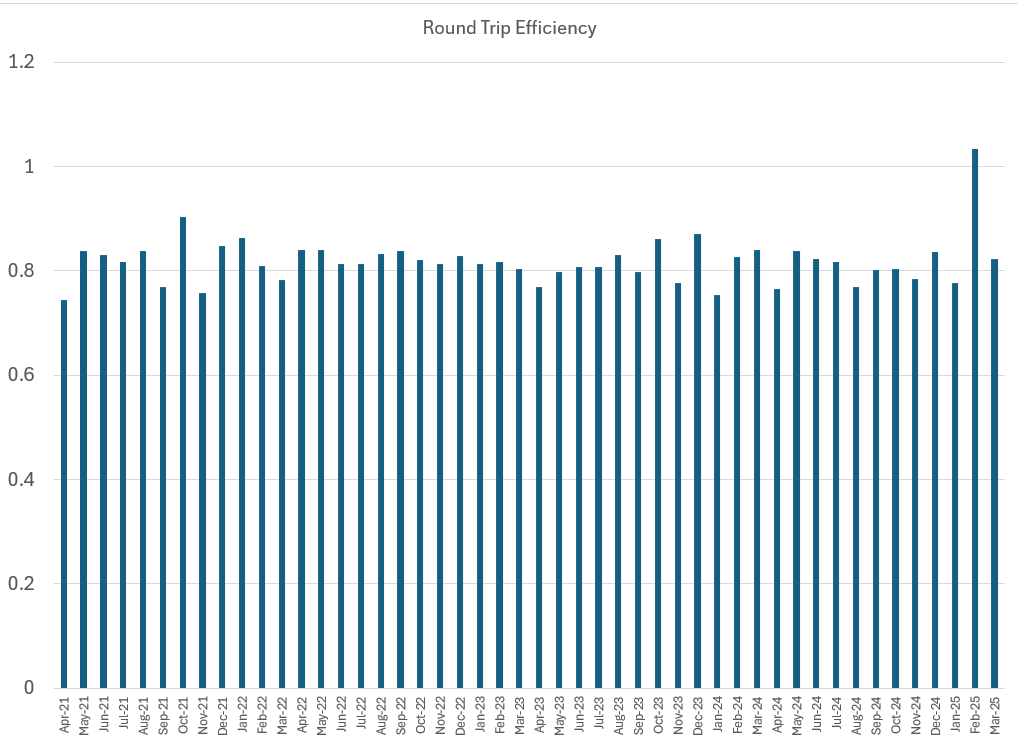 Round Trip Efficiency
1.2
1
0.8
0.6
0.4
0.2
0
Apr-21
May-21
Jun-21
Jul-21
Aug-21
Sep-21
Oct-21
Nov-21
Dec-21
Jan-22
Feb-22
Mar-22
Apr-22
May-22
Jun-22
Jul-22
Aug-22
Sep-22
Oct-22
Nov-22
Dec-22
Jan-23
Feb-23
Mar-23
Apr-23
May-23
Jun-23
Jul-23
Aug-23
Sep-23
Oct-23
Nov-23
Dec-23
Jan-24
Feb-24
Mar-24
Apr-24
May-24
Jun-24
Jul-24
Aug-24
Sep-24
Oct-24
Nov-24
Dec-24
Jan-25
Feb-25
Mar-25